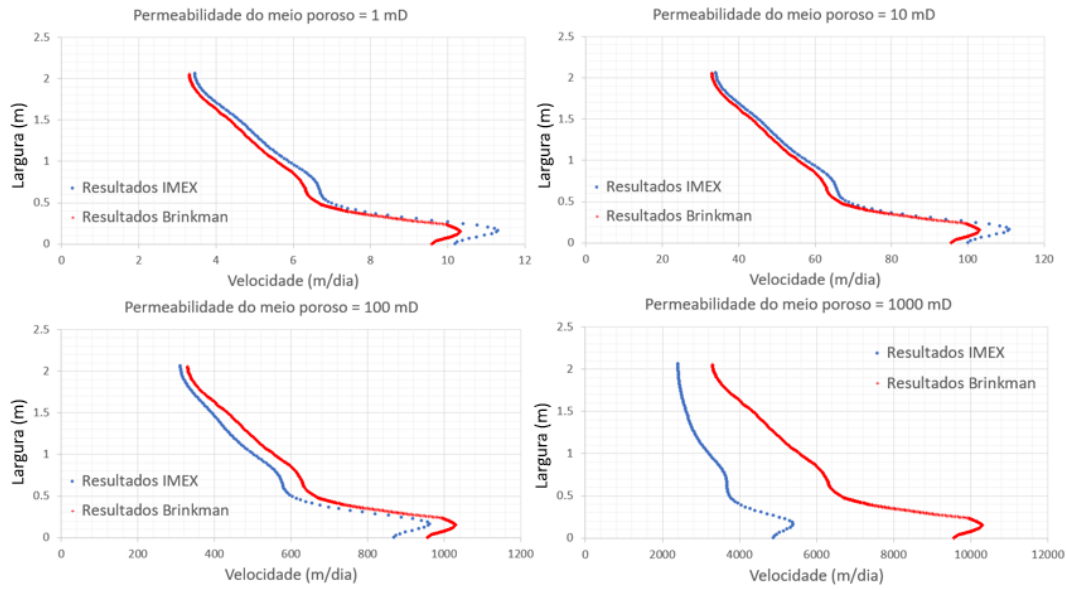 Permeabilidade do meio poroso = 1 mD
2.5
2
1.5
1
0.5
0
Largura (m)
Resultados IMEX
Resultados Brinkman
0 2 4 6 8 10 12
Velocidade (m/dia)
Permeabilidade do meio poroso = 10 mD
2.5
2
1.5
1
0.5
0
Largura (m)
Resultados IMEX
Resultados Brinkman
0 20 40 60 80 100 120
Velocidade (m/dia)
Permeabilidade do meio poroso = 100 mD
2.5
2
1.5
1
0.5
0
Largura (m)
Resultados IMEX
Resultados Brinkman
0 200 400 600 800 1000 1200
Velocidade (m/dia)
Permeabilidade do meio poroso = 1000 mD
2.5
2
1.5
1
0.5
0
Largura (m)
Resultados IMEX
Resultados Brinkman
0 2000 4000 6000 8000 10000 12000
Velocidade (m/dia)